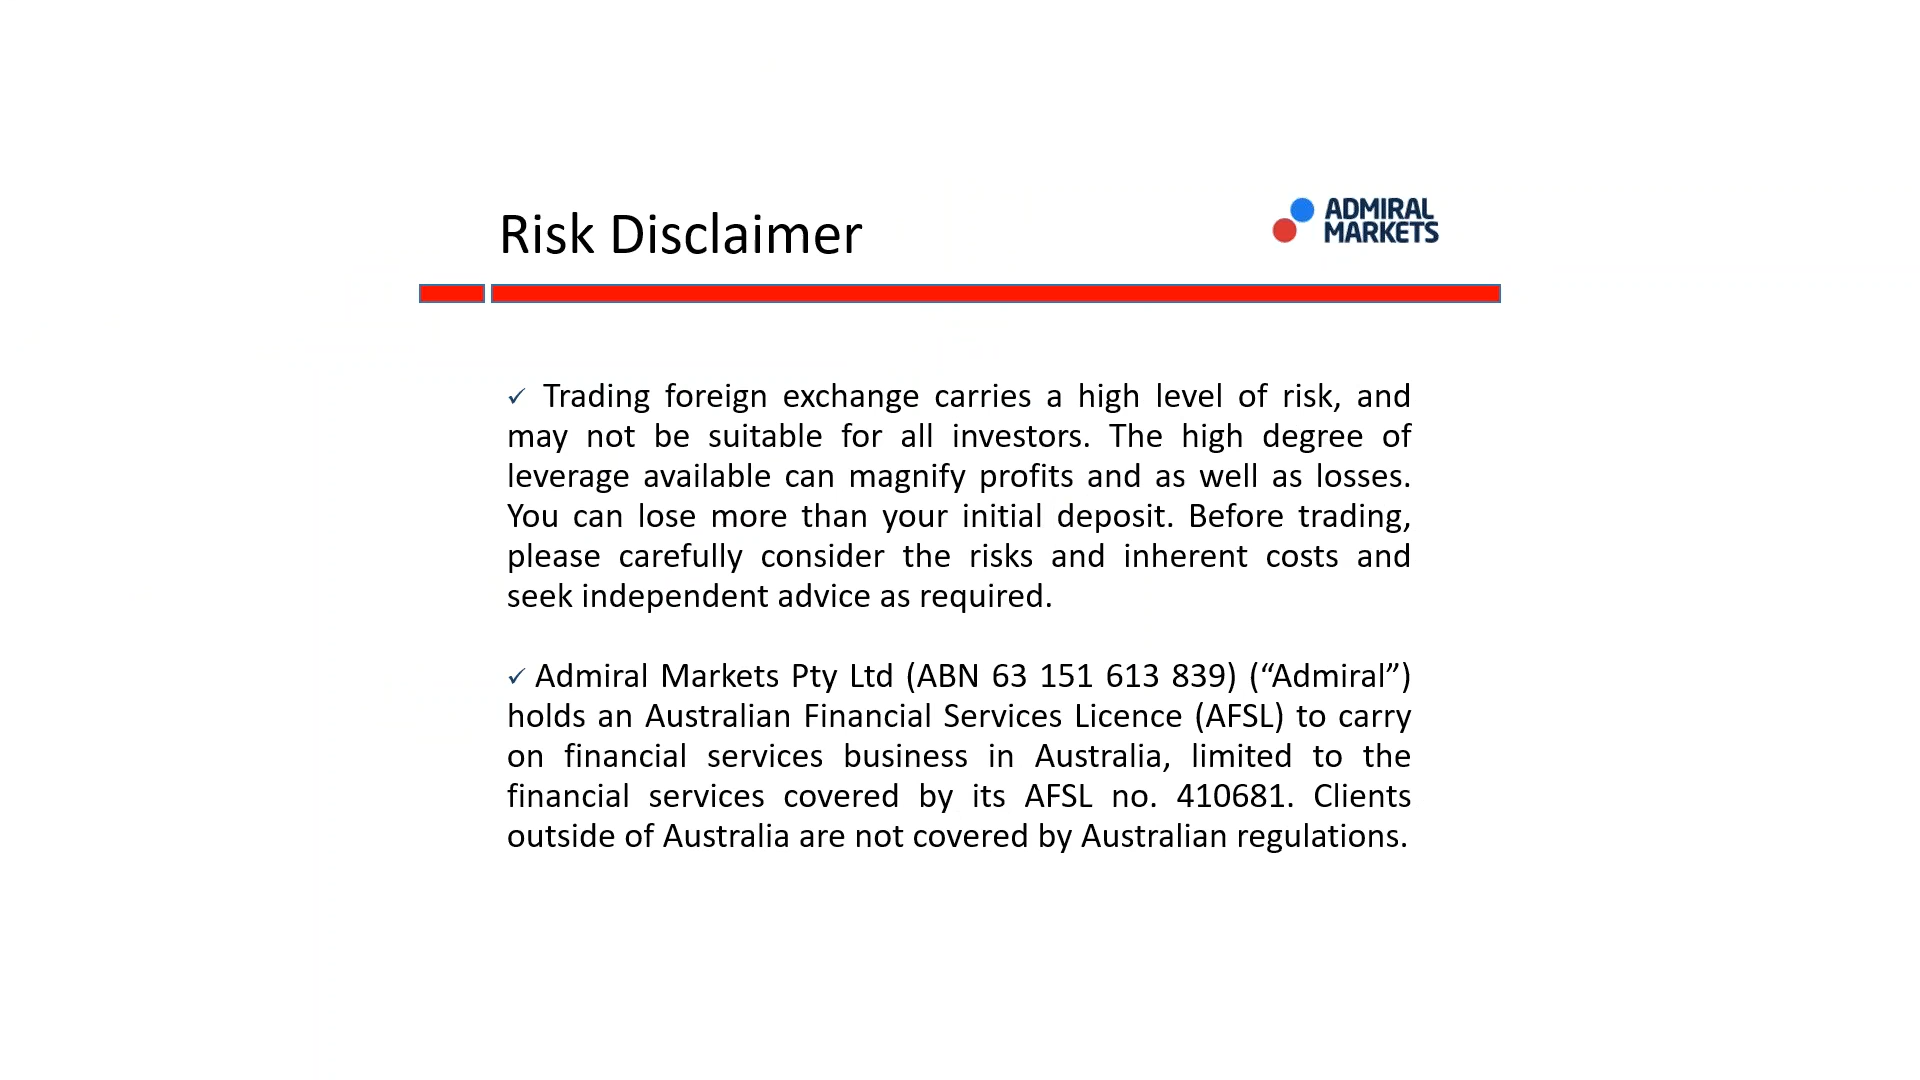 Risk Disclaimer
ADMIRAL
MARKETS
✓ Trading foreign exchange carries a high level of risk, and
may not be suitable for all investors. The high degree of
leverage available can magnify profits and as well as losses.
You can lose more than your initial deposit. Before trading,
please carefully consider the risks and inherent costs and
seek independent advice as required.
✓ Admiral Markets Pty Ltd (ABN 63 151 613 839) (“Admiral”)
holds an Australian Financial Services Licence (AFSL) to carry
on financial services business in Australia, limited to the
financial services covered by its AFSL no. 410681. Clients
outside of Australia are not covered by Australian regulations.